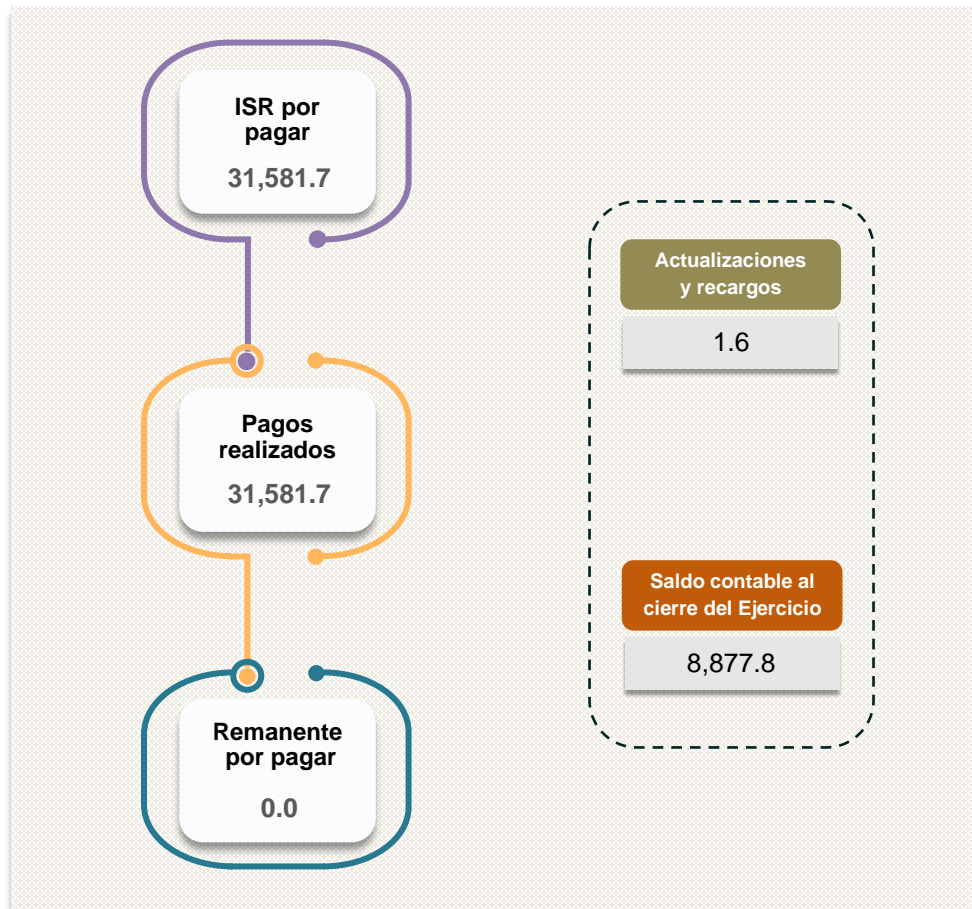 ISR por
pagar
31,581.7
Actualizaciones
y recargos
1.6
Pagos
realizados
31,581.7
Saldo contable al
cierre del Ejercicio
8,877.8
Remanente
por pagar
0.0